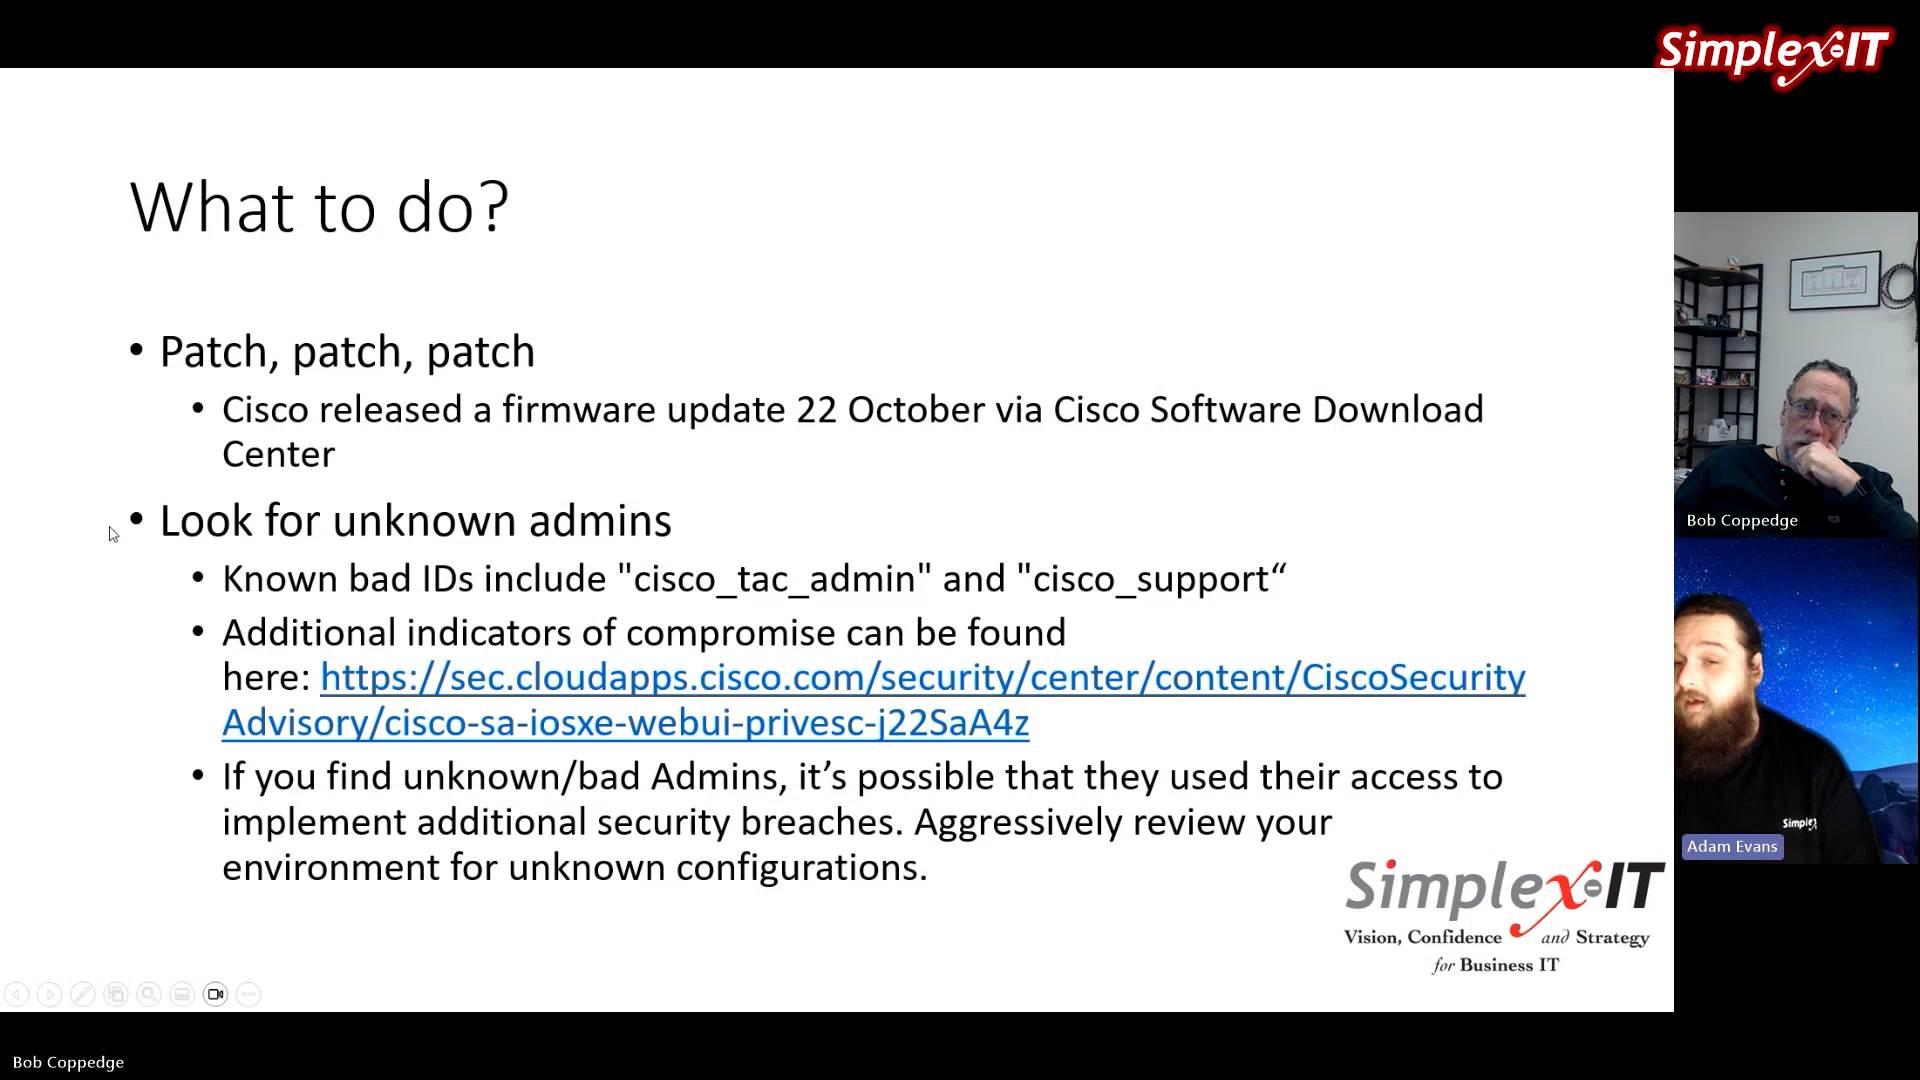 Simplex-IT
What to do?
• Patch, patch, patch
• Cisco released a firmware update 22 October via Cisco Software Download
Center
• Look for unknown admins
• Known bad IDs include "cisco_tac_admin" and "cisco_support“
• Additional indicators of compromise can be found
here: https://sec.cloudapps.cisco.com/security/center/content/CiscoSecurity
Advisory/cisco-sa-iosxe-webui-privesc-j22SaA4z
• If you find unknown/bad Admins, it’s possible that they used their access to
implement additional security breaches. Aggressively review your
environment for unknown configurations.
Simplex-IT
Vision, Confidence and Strategy
for Business IT
Bob Coppedge
Simplex
Adam Evans
Bob Coppedge